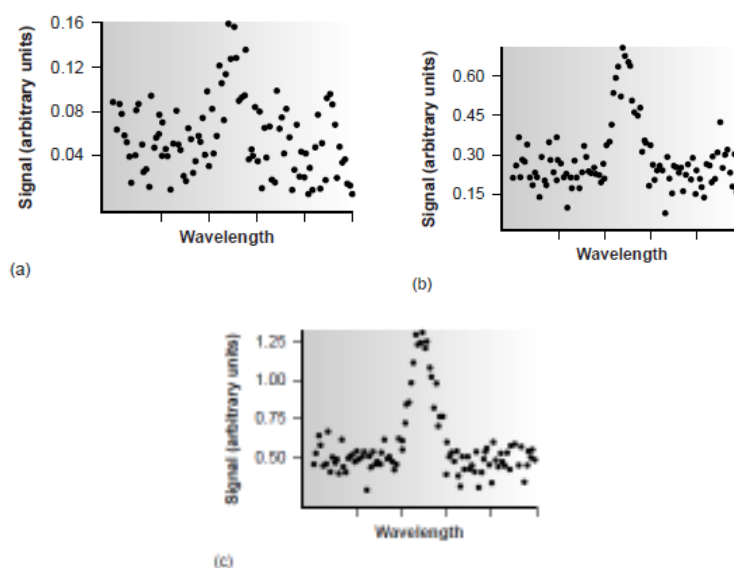 Signal (arbitrary units)
0.16
0.12
0.08
0.04
Wavelength
(a)
Signal (arbitrary units)
0.60
0.45
0.30
0.15
Wavelength
(b)
Signal (arbitrary units)
1.25
1.00
0.75
0.50
Wavelength
(c)